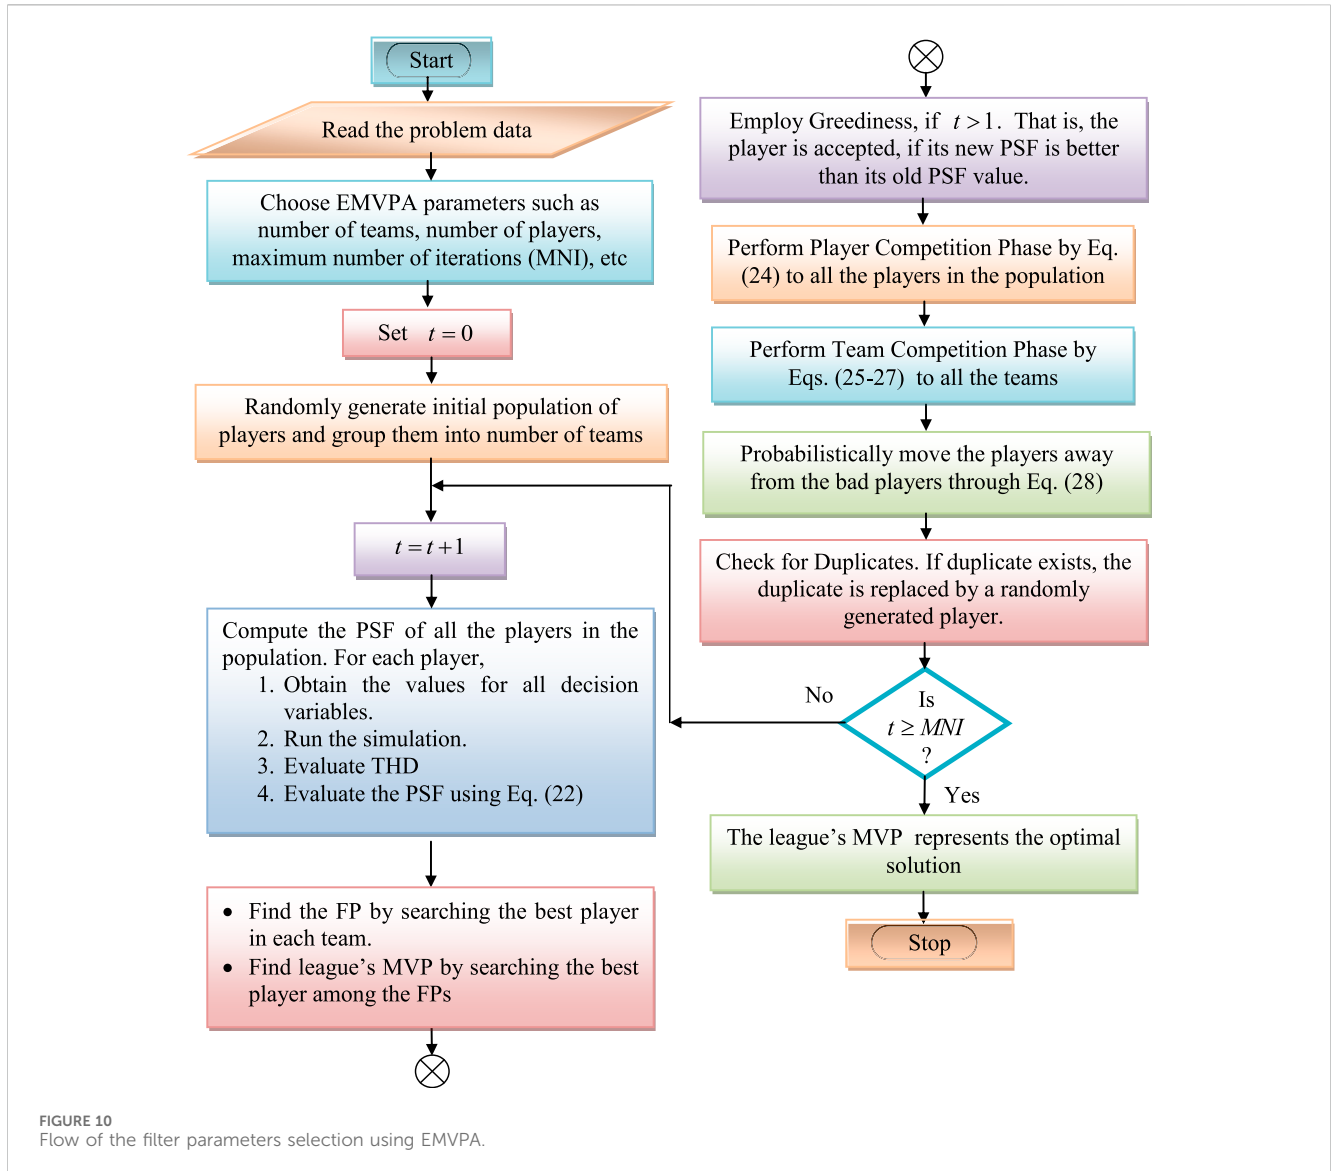 Start
Read the problem data
Choose EMVPA parameters such as
number of teams, number of players,
maximum number of iterations (MNI), etc
Set t = 0
Randomly generate initial population of
players and group them into number of teams
t = t + 1
Compute the PSF of all the players in the
population. For each player,
1. Obtain the values for all decision
variables.
2. Run the simulation.
3. Evaluate THD
4. Evaluate the PSF using Eq. (22)
• Find the FP by searching the best player
in each team.
• Find league’s MVP by searching the best
player among the FPs
Employ Greediness, if t > 1. That is, the
player is accepted, if its new PSF is better
than its old PSF value.
Perform Player Competition Phase by Eq.
(24) to all the players in the population
Perform Team Competition Phase by
Eqs. (25-27) to all the teams
Probabilistically move the players away
from the bad players through Eq. (28)
Check for Duplicates. If duplicate exists, the
duplicate is replaced by a randomly
generated player.
No
Is
t ≥ MNI
?
Yes
The league’s MVP represents the optimal
solution
Stop
FIGURE 10
Flow of the filter parameters selection using EMVPA.